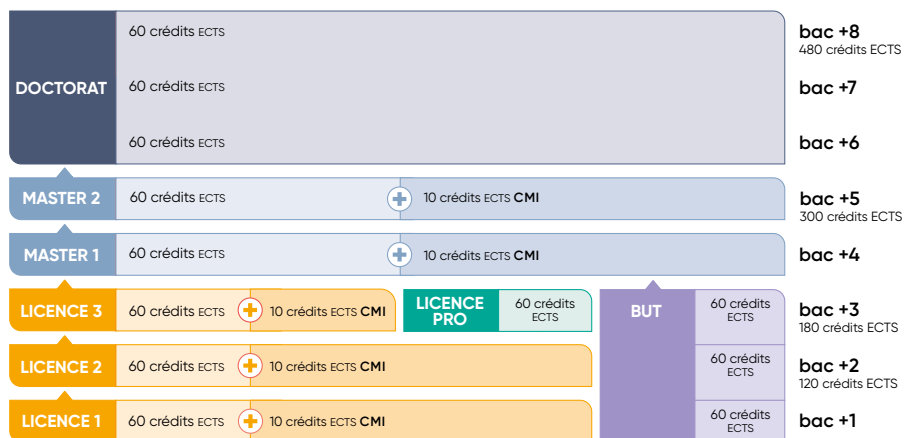 60 crédits ECTS
bac +8
480 crédits ECTS
DOCTORAT
60 crédits ECTS
bac +7
60 crédits ECTS
bac +6
MASTER 2
60 crédits ECTS
10 crédits ECTS CMI
bac +5
300 crédits ECTS
MASTER 1
60 crédits ECTS
10 crédits ECTS CMI
bac +4
LICENCE 3
60 crédits ECTS
10 crédits ECTS CMI
LICENCE
PRO
60 crédits
ECTS
BUT
60 crédits
ECTS
bac +3
180 crédits ECTS
LICENCE 2
60 crédits ECTS
10 crédits ECTS CMI
60 crédits
ECTS
bac +2
120 crédits ECTS
LICENCE 1
60 crédits ECTS
10 crédits ECTS CMI
60 crédits
ECTS
bac +1